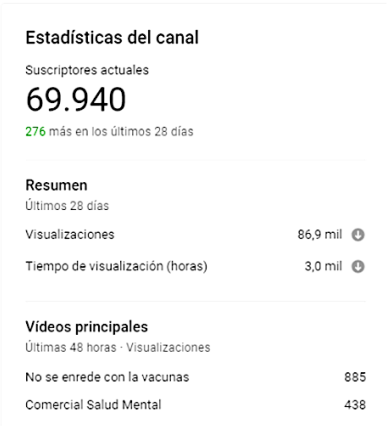 Estadísticas del canal
Suscriptores actuales
69.940
276 más en los últimos 28 días
Resumen
Últimos 28 días
Visualizaciones 86,9 mil
Tiempo de visualización (horas) 3,0 mil
Vídeos principales
Últimas 48 horas · Visualizaciones
No se enrede con la vacunas 885
Comercial Salud Mental 438